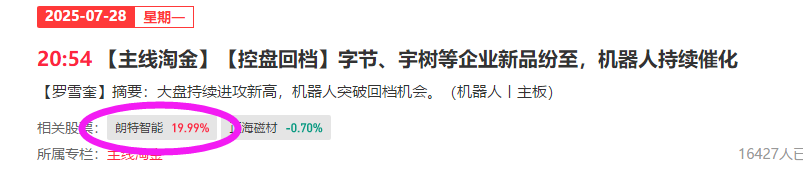 2025-07-28 星期一
20:54 【主线淘金】【控盘回档】字节、宇树等企业新品纷至，机器人持续催化
【罗雪奎】摘要：大盘持续进攻新高，机器人突破回档机会。（机器人丨主板）
相关股票： 朗特智能 19.99% 海磁材 -0.70%
所属专栏：主线淘金 16427人已